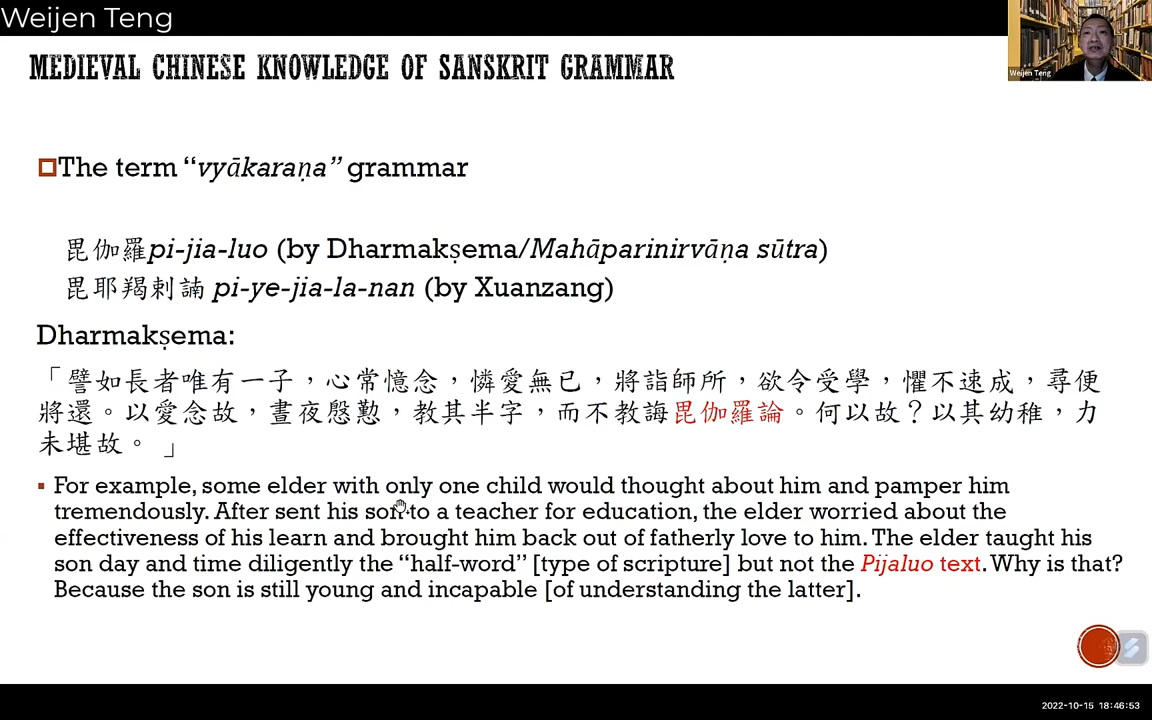 Weijen Teng
Weijen Teng
MEDIEVAL CHINESE KNOWLEDGE OF SANSKRIT GRAMMAR
The term “vyākaraṇa” grammar
毘伽羅pi-jia-luo (by Dharmakṣema/Mahāparinirvāṇa sūtra)
毘耶羯剌諵 pi-ye-jia-la-nan (by Xuanzang)
Dharmakṣema:
「譬如長者唯有一子，心常憶念，憐愛無已，將詣師所，欲令受學，懼不速成，尋便
將還。以愛念故，晝夜慇懃，教其半字，而不教誨毘伽羅論。何以故？以其幼稚，力
未堪故。 」
For example, some elder with only one child would thought about him and pamper him
tremendously. After sent his son to a teacher for education, the elder worried about the
effectiveness of his learn and brought him back out of fatherly love to him. The elder taught his
son day and time diligently the “half-word” [type of scripture] but not the Pijaluo text. Why is that?
Because the son is still young and incapable [of understanding the latter].
2022-10-15 18:46:53